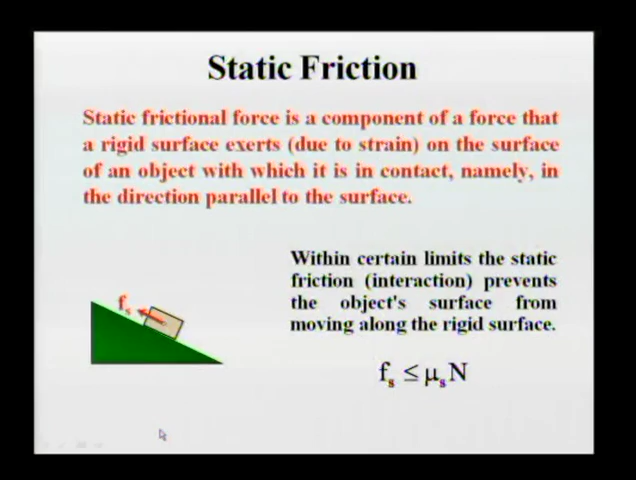 Static Friction
Static frictional force is a component of a force that
a rigid surface exerts (due to strain) on the surface
of an object with which it is in contact, namely, in
the direction parallel to the surface.
Within certain limits the static
friction (interaction) prevents
the object's surface from
moving along the rigid surface.
fₛ
fₛ ≤ μₛN